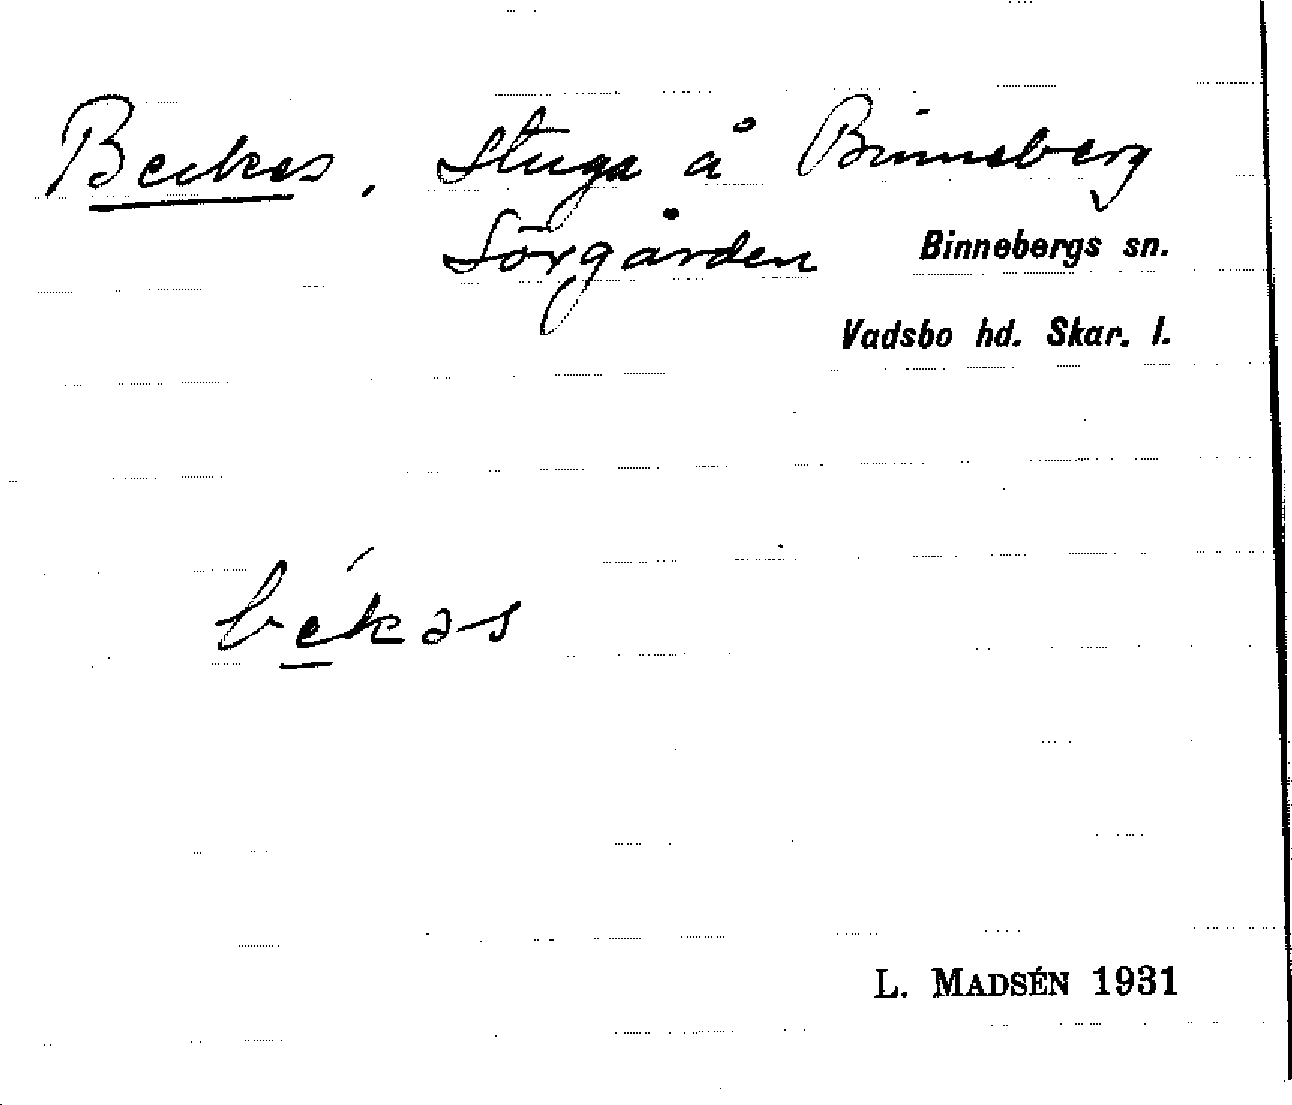 Beckes, stuga å Binneberg
Sörgården
Binnebergs sn.
Vadsbo hd. Skar. l.
békəs
L. MADSÉN 1931